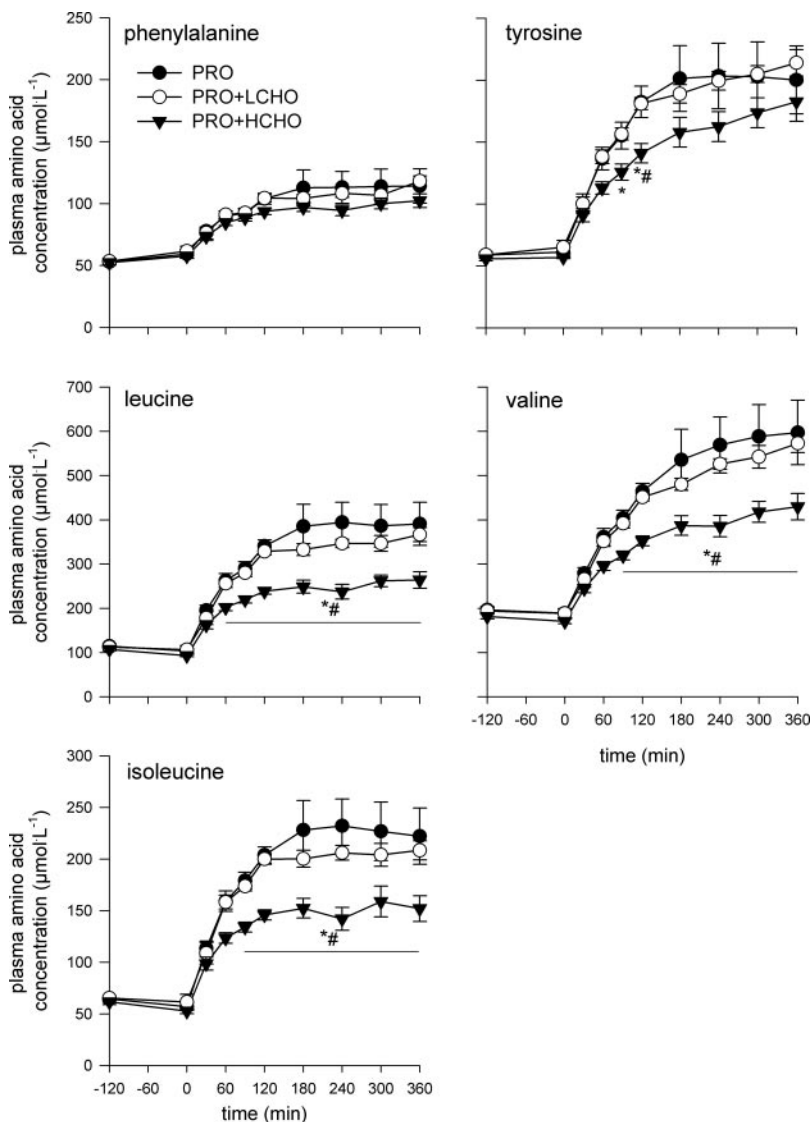 phenylalanine
PRO
PRO+LCHO
PRO+HCHO
plasma amino acid
concentration (µmol·L⁻¹)
250
200
150
100
50
0
tyrosine
*
*#
leucine
plasma amino acid
concentration (µmol·L⁻¹)
700
600
500
400
300
200
100
0
*#
valine
*#
-120 -60 0 60 120 180 240 300 360
time (min)
isoleucine
plasma amino acid
concentration (µmol·L⁻¹)
300
250
200
150
100
50
0
*#
-120 -60 0 60 120 180 240 300 360
time (min)